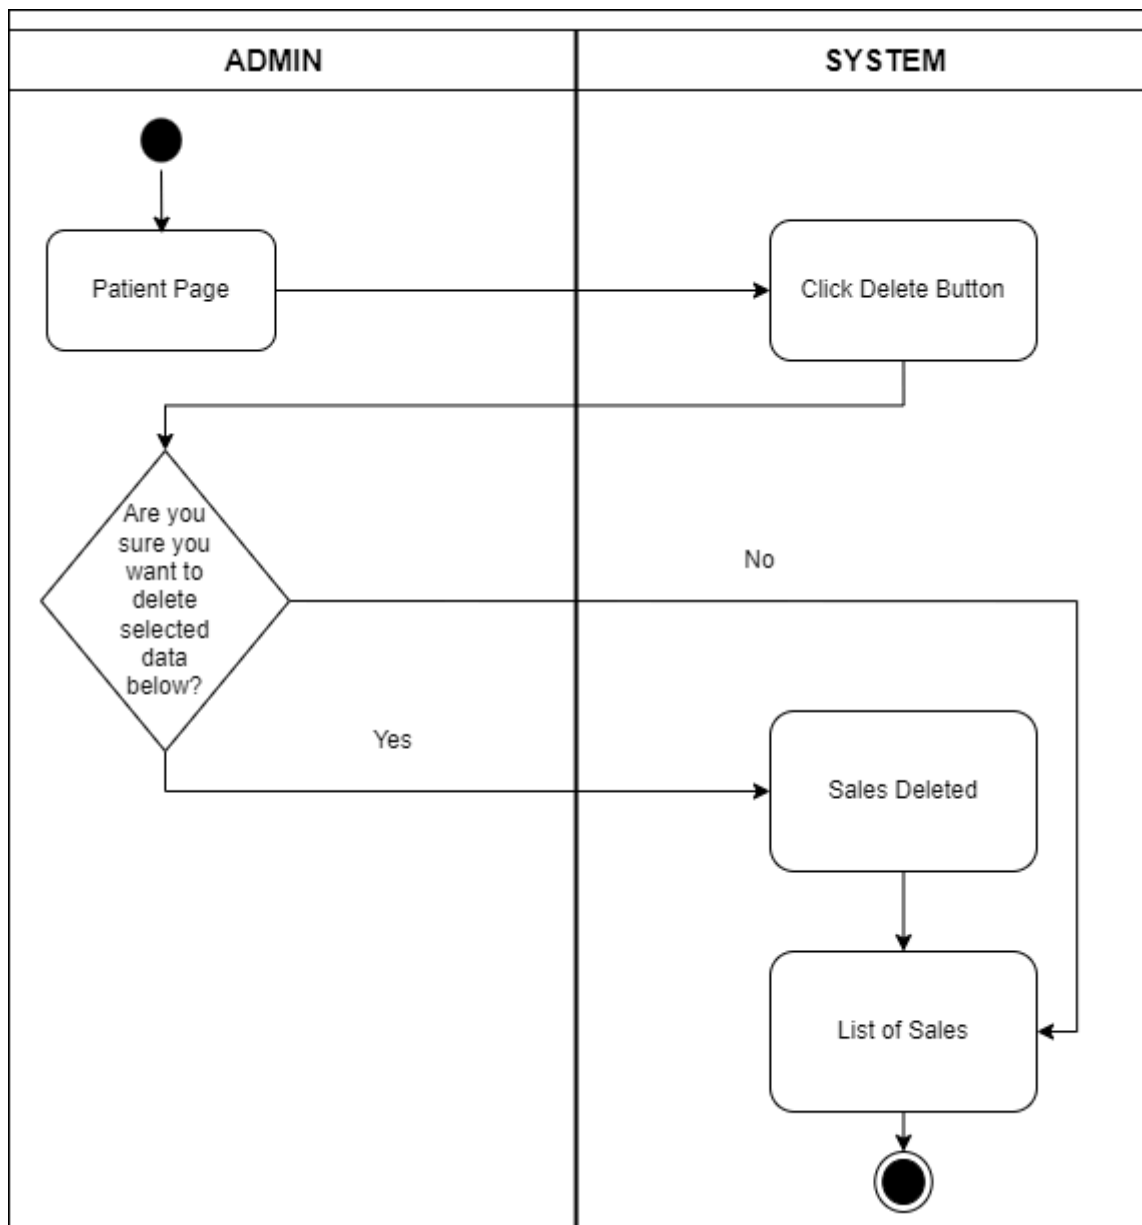 ADMIN
SYSTEM
Patient Page
Click Delete Button
Are you
sure you
want to
delete
selected
data
below?
No
Yes
Sales Deleted
List of Sales